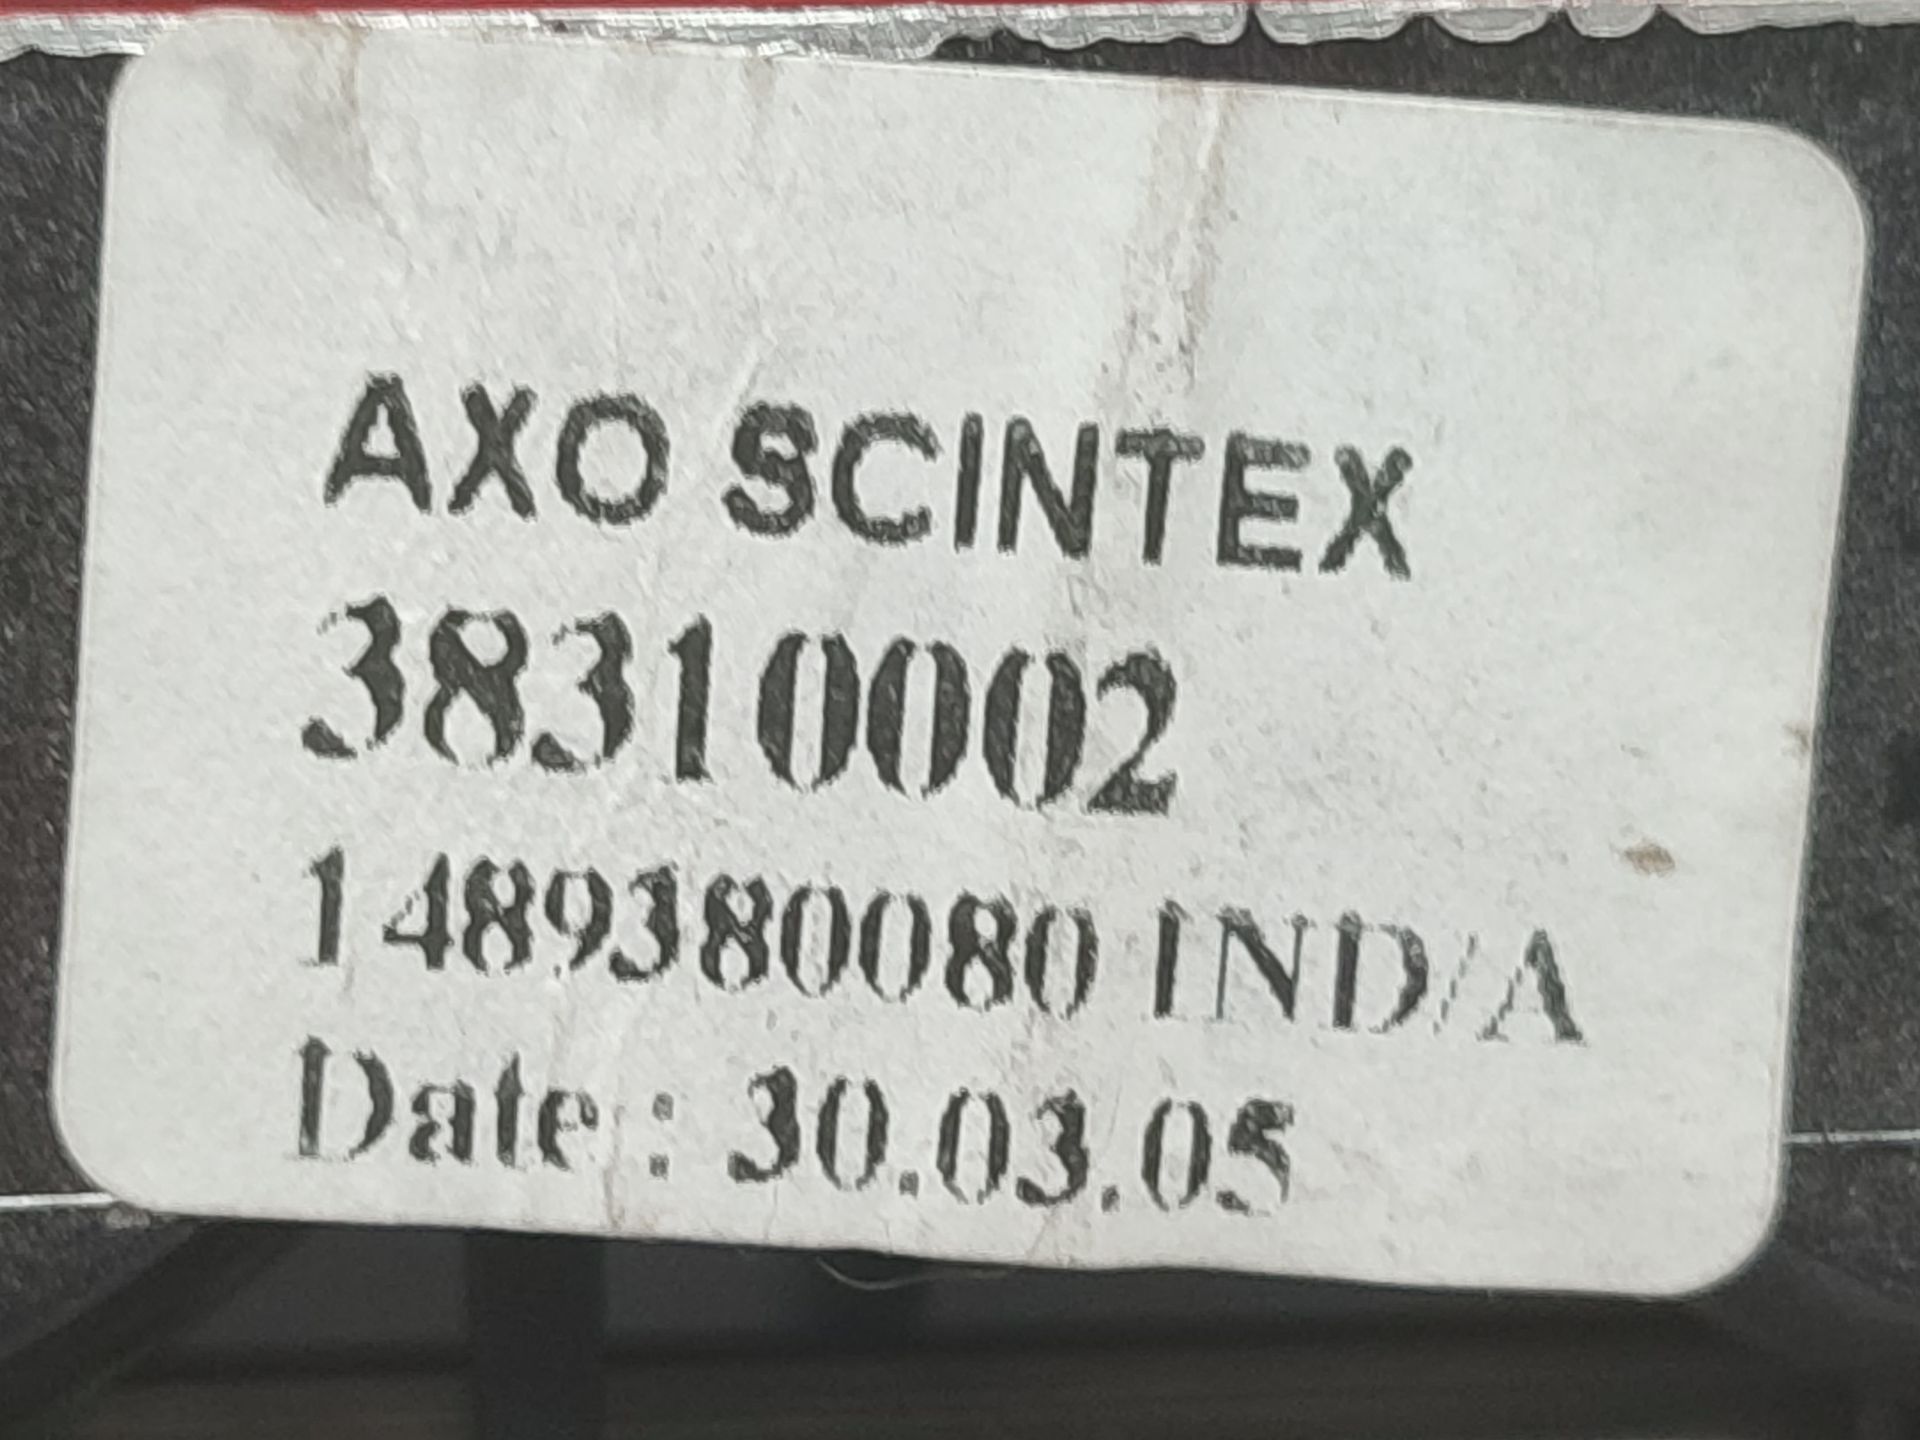 AXO SCINTEX
38310002
1489380080 IND/A
Date : 30.03.05